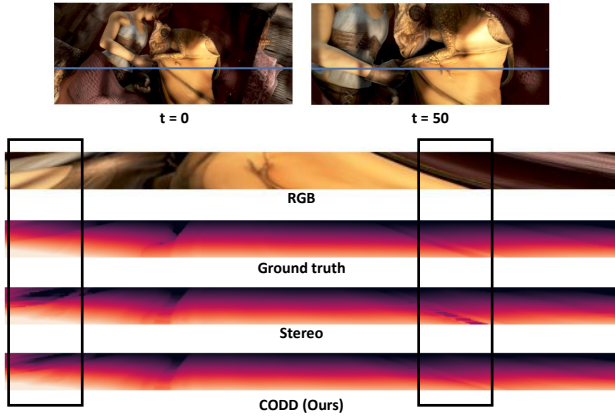 t = 0
t = 50
RGB
Ground truth
Stereo
CODD (Ours)